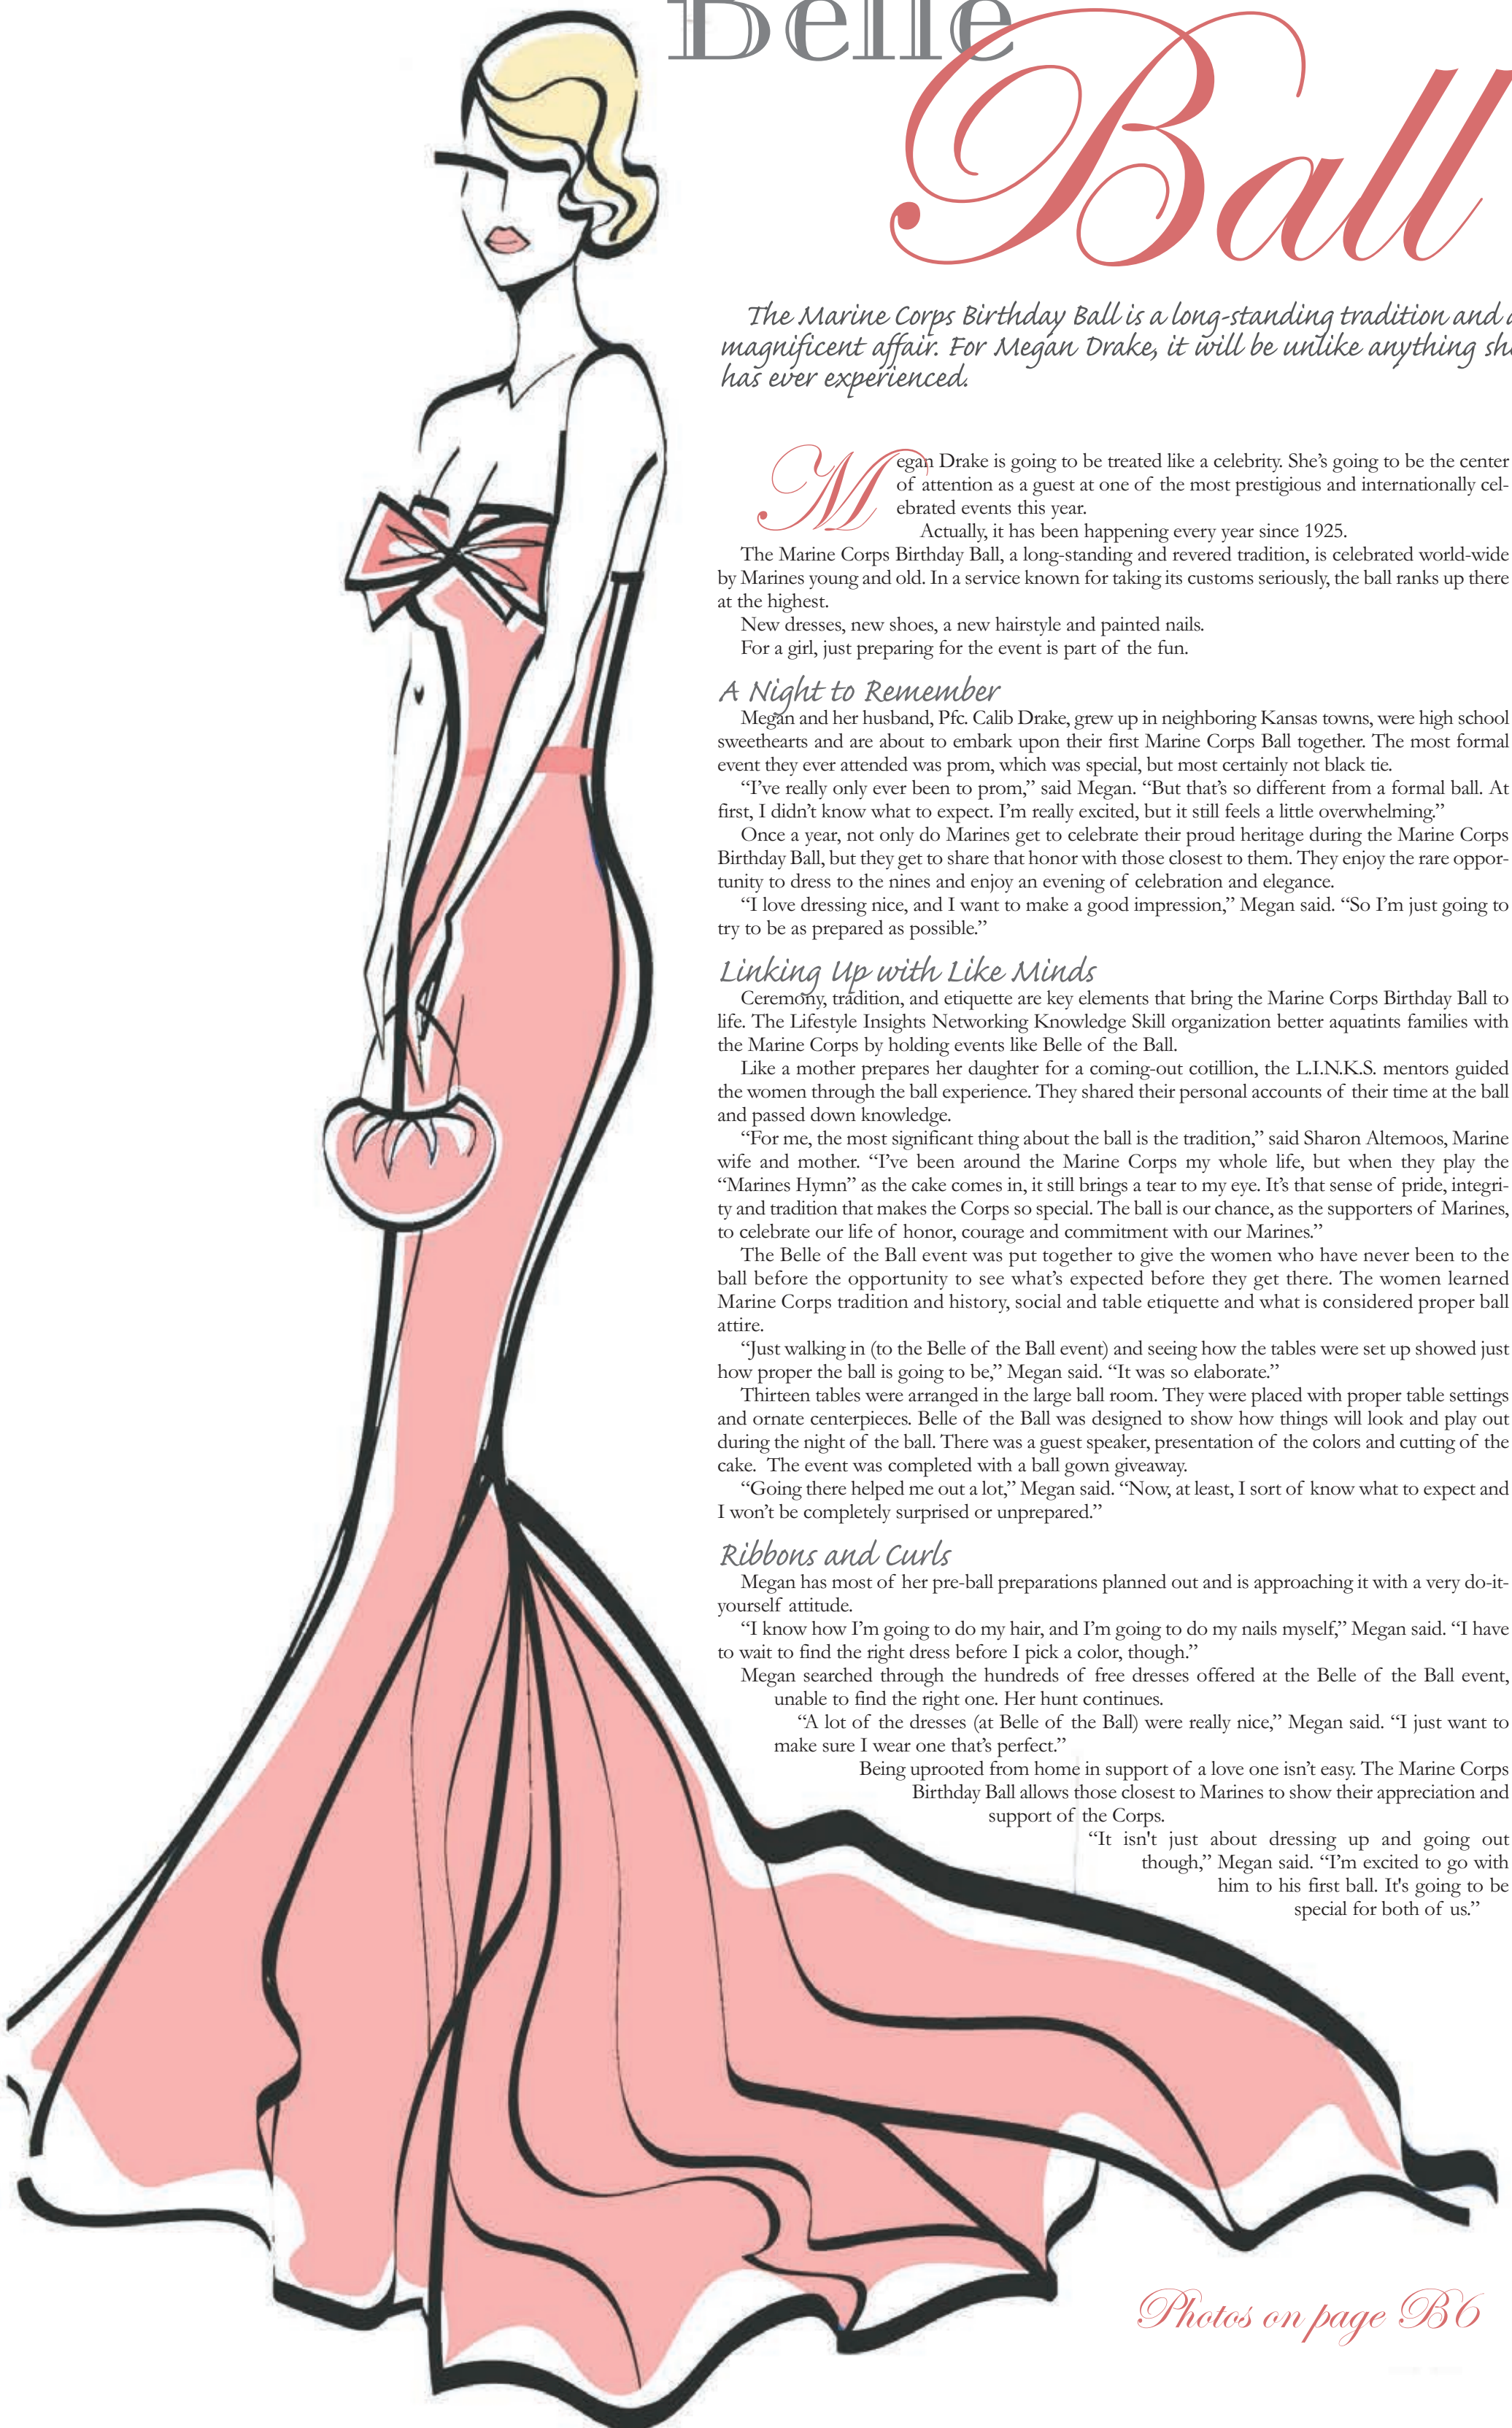 Belle
Ball
The Marine Corps Birthday Ball is a long-standing tradition and a
magnificent affair. For Megan Drake, it will be unlike anything she
has ever experienced.
Megan Drake is going to be treated like a celebrity. She’s going to be the center
of attention as a guest at one of the most prestigious and internationally cel-
ebrated events this year.
Actually, it has been happening every year since 1925.
The Marine Corps Birthday Ball, a long-standing and revered tradition, is celebrated world-wide
by Marines young and old. In a service known for taking its customs seriously, the ball ranks up there
at the highest.
New dresses, new shoes, a new hairstyle and painted nails.
For a girl, just preparing for the event is part of the fun.
A Night to Remember
Megan and her husband, Pfc. Calib Drake, grew up in neighboring Kansas towns, were high school
sweethearts and are about to embark upon their first Marine Corps Ball together. The most formal
event they ever attended was prom, which was special, but most certainly not black tie.
“I’ve really only ever been to prom,” said Megan. “But that’s so different from a formal ball. At
first, I didn’t know what to expect. I’m really excited, but it still feels a little overwhelming.”
Once a year, not only do Marines get to celebrate their proud heritage during the Marine Corps
Birthday Ball, but they get to share that honor with those closest to them. They enjoy the rare oppor-
tunity to dress to the nines and enjoy an evening of celebration and elegance.
“I love dressing nice, and I want to make a good impression,” Megan said. “So I’m just going to
try to be as prepared as possible.”
Linking Up with Like Minds
Ceremony, tradition, and etiquette are key elements that bring the Marine Corps Birthday Ball to
life. The Lifestyle Insights Networking Knowledge Skill organization better aquatints families with
the Marine Corps by holding events like Belle of the Ball.
Like a mother prepares her daughter for a coming-out cotillion, the L.I.N.K.S. mentors guided
the women through the ball experience. They shared their personal accounts of their time at the ball
and passed down knowledge.
“For me, the most significant thing about the ball is the tradition,” said Sharon Altemoos, Marine
wife and mother. “I’ve been around the Marine Corps my whole life, but when they play the
“Marines Hymn” as the cake comes in, it still brings a tear to my eye. It’s that sense of pride, integri-
ty and tradition that makes the Corps so special. The ball is our chance, as the supporters of Marines,
to celebrate our life of honor, courage and commitment with our Marines.”
The Belle of the Ball event was put together to give the women who have never been to the
ball before the opportunity to see what’s expected before they get there. The women learned
Marine Corps tradition and history, social and table etiquette and what is considered proper ball
attire.
“Just walking in (to the Belle of the Ball event) and seeing how the tables were set up showed just
how proper the ball is going to be,” Megan said. “It was so elaborate.”
Thirteen tables were arranged in the large ball room. They were placed with proper table settings
and ornate centerpieces. Belle of the Ball was designed to show how things will look and play out
during the night of the ball. There was a guest speaker, presentation of the colors and cutting of the
cake. The event was completed with a ball gown giveaway.
“Going there helped me out a lot,” Megan said. “Now, at least, I sort of know what to expect and
I won’t be completely surprised or unprepared.”
Ribbons and Curls
Megan has most of her pre-ball preparations planned out and is approaching it with a very do-it-
yourself attitude.
“I know how I’m going to do my hair, and I’m going to do my nails myself,” Megan said. “I have
to wait to find the right dress before I pick a color, though.”
Megan searched through the hundreds of free dresses offered at the Belle of the Ball event,
unable to find the right one. Her hunt continues.
“A lot of the dresses (at Belle of the Ball) were really nice,” Megan said. “I just want to
make sure I wear one that’s perfect.”
Being uprooted from home in support of a love one isn’t easy. The Marine Corps
Birthday Ball allows those closest to Marines to show their appreciation and
support of the Corps.
“It isn't just about dressing up and going out
though,” Megan said. “I’m excited to go with
him to his first ball. It's going to be
special for both of us.”
Photos on page B6